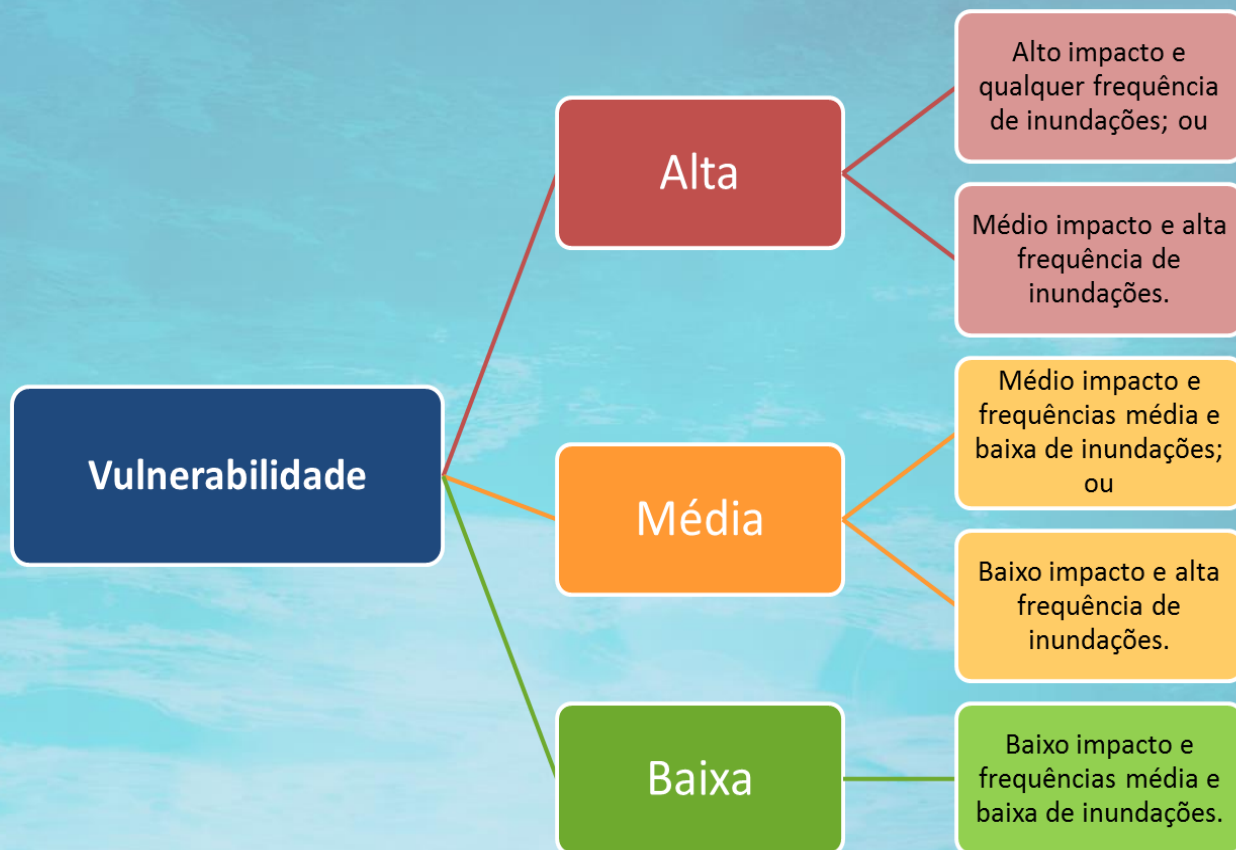 Vulnerabilidade
Alta
Alto impacto e
qualquer frequência
de inundações; ou
Médio impacto e alta
frequência de
inundações.
Média
Médio impacto e
frequências média e
baixa de inundações;
ou
Baixo impacto e alta
frequência de
inundações.
Baixa
Baixo impacto e
frequências média e
baixa de inundações.